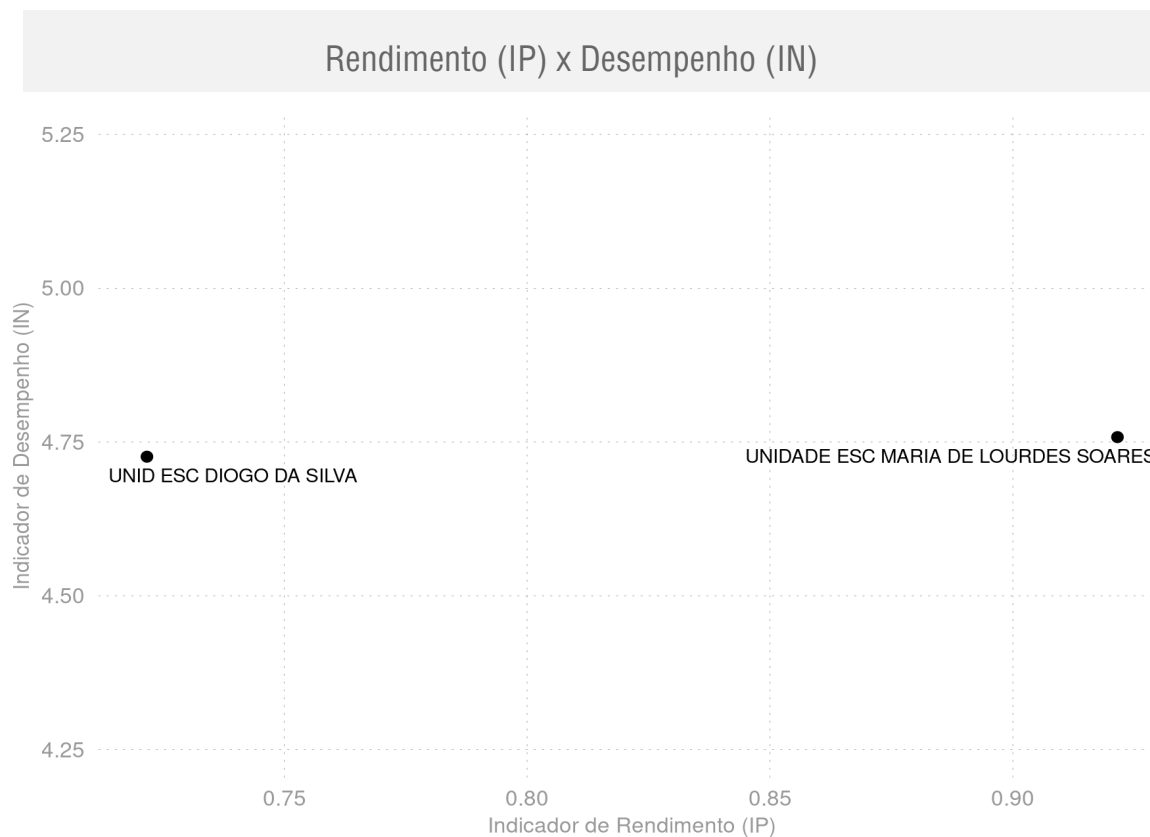 Rendimento (IP) x Desempenho (IN)
5.25
5.00
4.75
4.50
4.25
Indicador de Desempenho (IN)
UNID ESC DIOGO DA SILVA
UNIDADE ESC MARIA DE LOURDES SOARES
0.75 0.80 0.85 0.90
Indicador de Rendimento (IP)